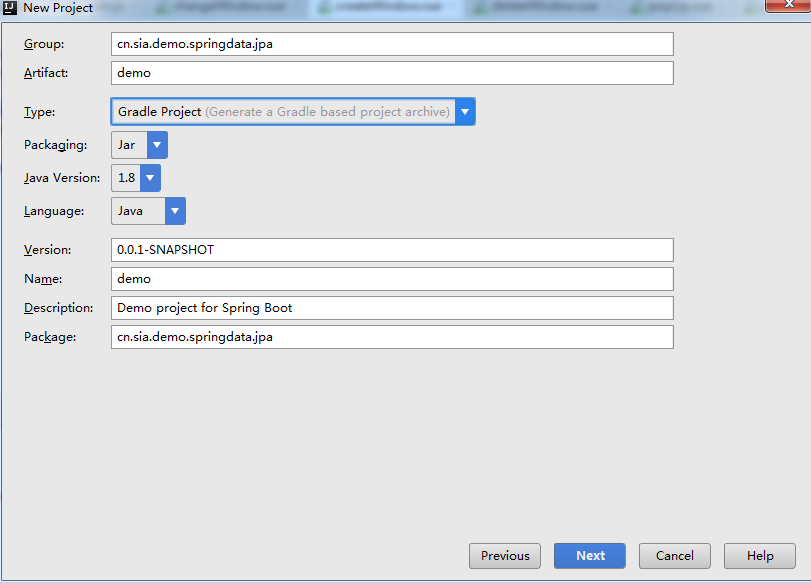 New Project
Group: cn.sia.demo.springdata.jpa
Artifact: demo
Type: Gradle Project (Generate a Gradle based project archive)
Packaging: Jar
Java Version: 1.8
Language: Java
Version: 0.0.1-SNAPSHOT
Name: demo
Description: Demo project for Spring Boot
Package: cn.sia.demo.springdata.jpa
Previous Next Cancel Help